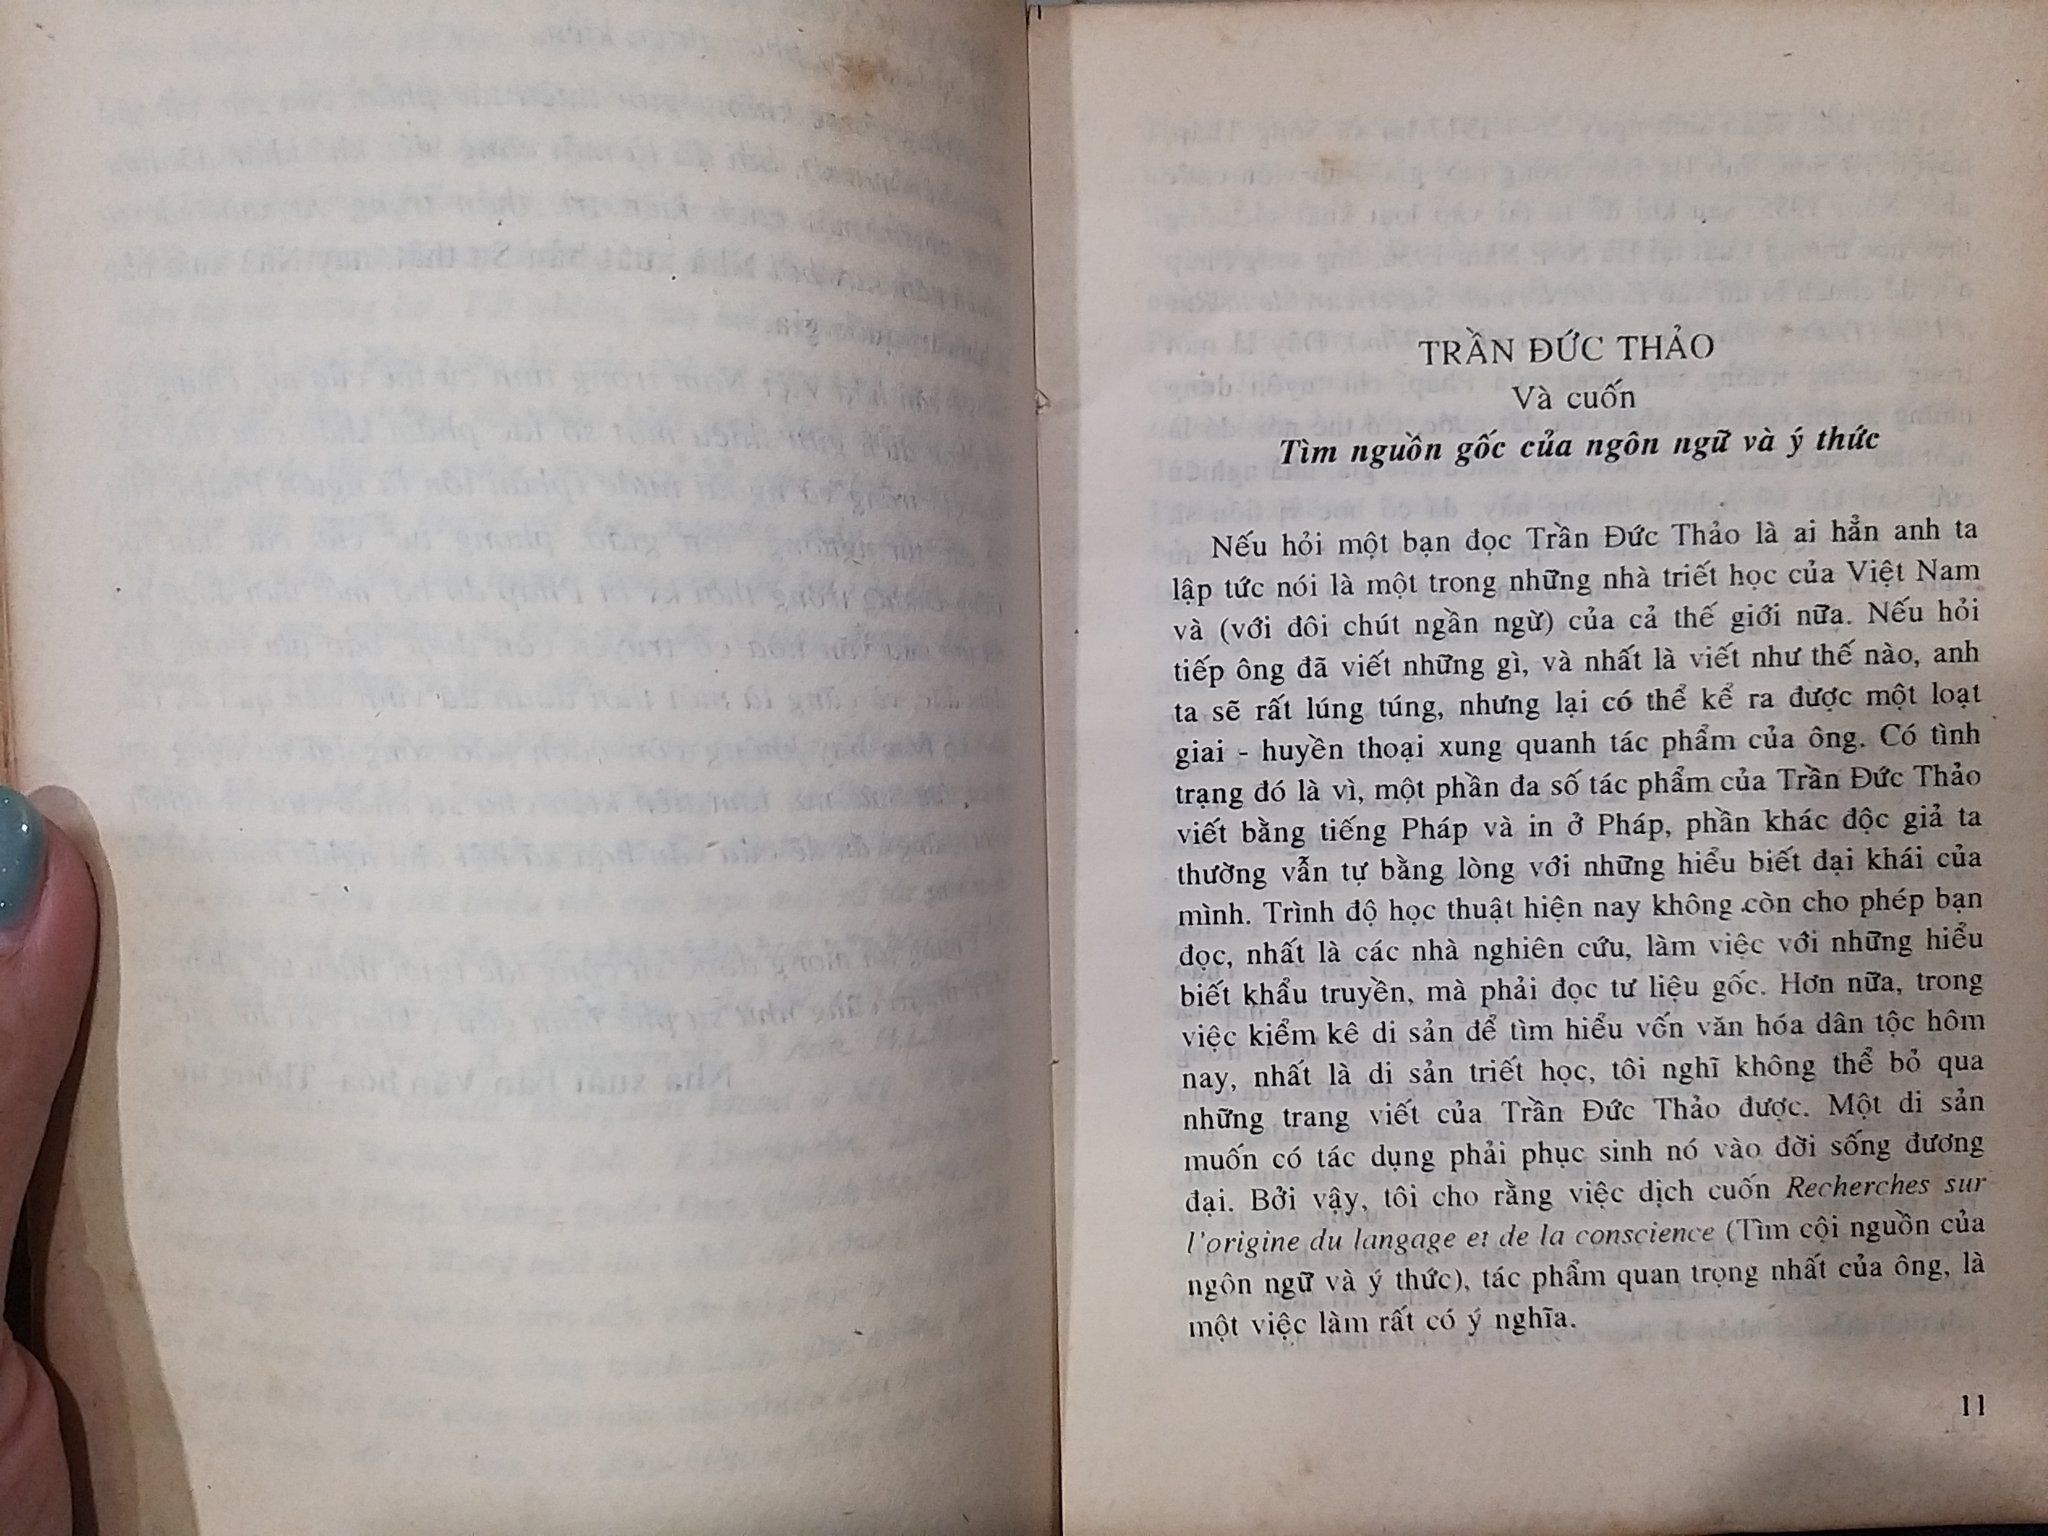 TRẦN ĐỨC THẢO
Và cuốn
Tìm nguồn gốc của ngôn ngữ và ý thức
Nếu hỏi một bạn đọc Trần Đức Thảo là ai hẳn anh ta
lập tức nói là một trong những nhà triết học của Việt Nam
và (với đôi chút ngần ngừ) của cả thế giới nữa. Nếu hỏi
tiếp ông đã viết những gì, và nhất là viết như thế nào, anh
ta sẽ rất lúng túng, nhưng lại có thể kể ra được một loạt
giai - huyền thoại xung quanh tác phẩm của ông. Có tình
trạng đó là vì, một phần đa số tác phẩm của Trần Đức Thảo
viết bằng tiếng Pháp và in ở Pháp, phần khác độc giả ta
thường vẫn tự bằng lòng với những hiểu biết đại khái của
mình. Trình độ học thuật hiện nay không còn cho phép bạn
đọc, nhất là các nhà nghiên cứu, làm việc với những hiểu
biết khẩu truyền, mà phải đọc tư liệu gốc. Hơn nữa, trong
việc kiểm kê di sản để tìm hiểu vốn văn hóa dân tộc hôm
nay, nhất là di sản triết học, tôi nghĩ không thể bỏ qua
những trang viết của Trần Đức Thảo được. Một di sản
muốn có tác dụng phải phục sinh nó vào đời sống đương
đại. Bởi vậy, tôi cho rằng việc dịch cuốn Recherches sur
l'origine du langage et de la conscience (Tìm cội nguồn của
ngôn ngữ và ý thức), tác phẩm quan trọng nhất của ông, là
một việc làm rất có ý nghĩa.
11